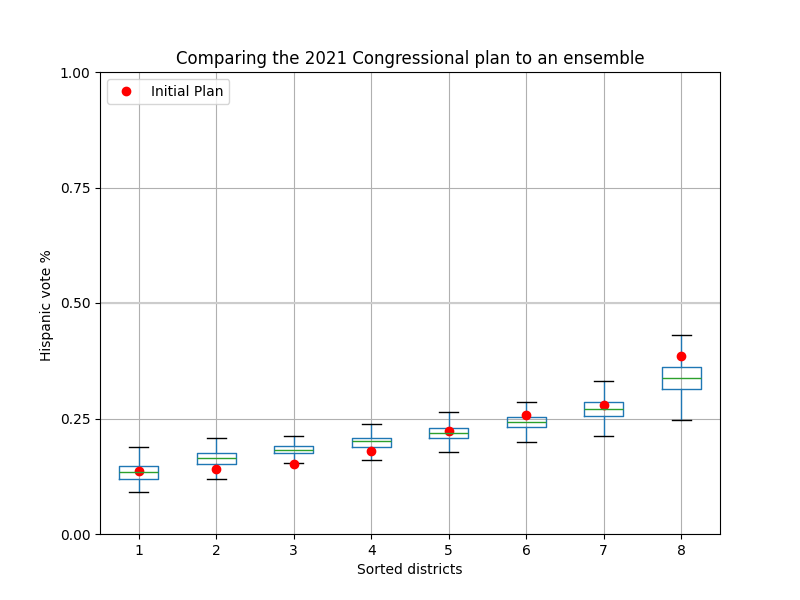 Comparing the 2021 Congressional plan to an ensemble
Initial Plan
Hispanic vote %
1.00
0.75
0.50
0.25
0.00
1 2 3 4 5 6 7 8
Sorted districts